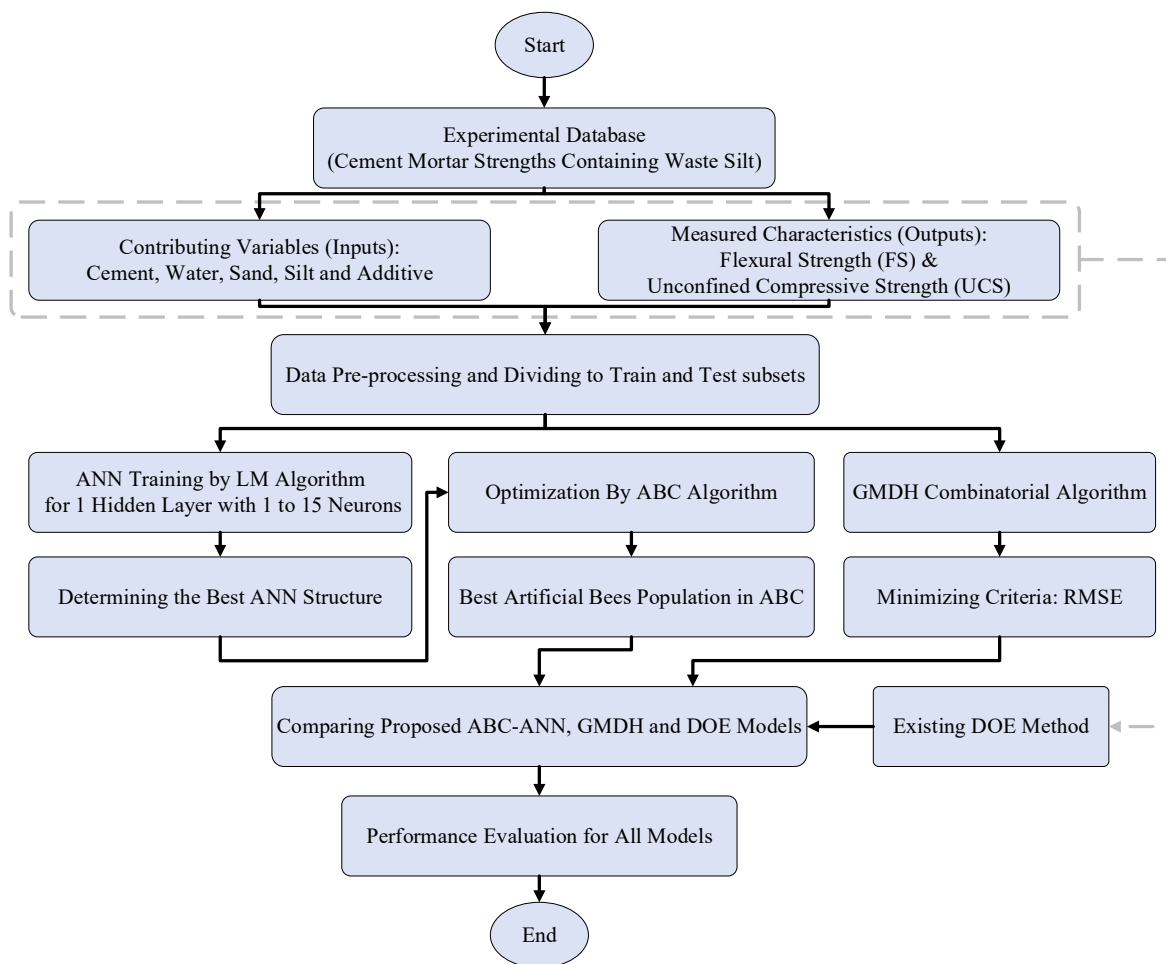 Start
Experimental Database
(Cement Mortar Strengths Containing Waste Silt)
Contributing Variables (Inputs):
Cement, Water, Sand, Silt and Additive
Measured Characteristics (Outputs):
Flexural Strength (FS) &
Unconfined Compressive Strength (UCS)
Data Pre-processing and Dividing to Train and Test subsets
ANN Training by LM Algorithm
for 1 Hidden Layer with 1 to 15 Neurons
Optimization By ABC Algorithm
GMDH Combinatorial Algorithm
Determining the Best ANN Structure
Best Artificial Bees Population in ABC
Minimizing Criteria: RMSE
Comparing Proposed ABC-ANN, GMDH and DOE Models
Existing DOE Method
Performance Evaluation for All Models
End